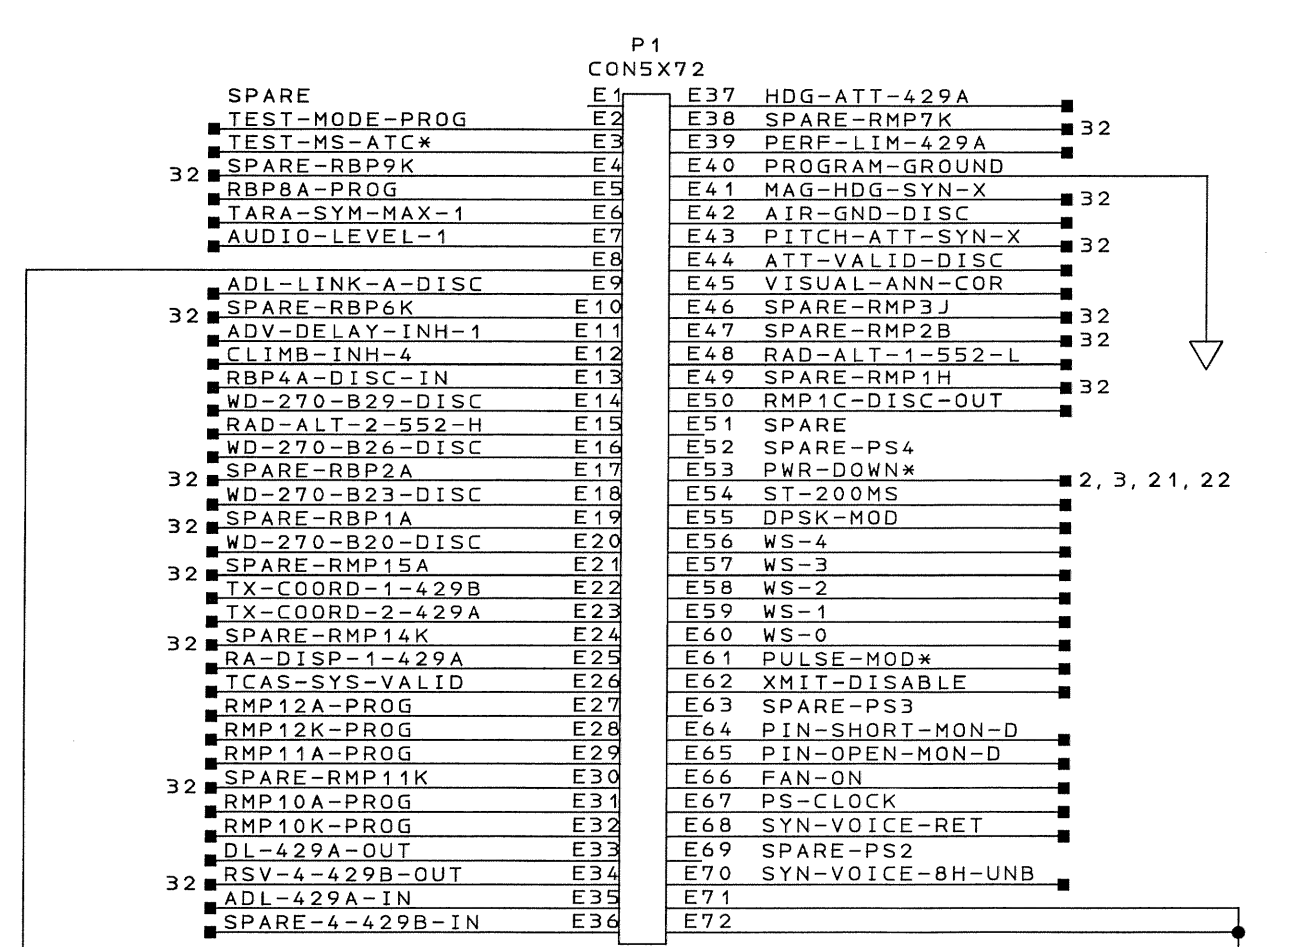 P1
CON5X72
SPARE E1 E37 HDG-ATT-429A
TEST-MODE-PROG E2 E38 SPARE-RMP7K 32
TEST-MS-ATC* E3 E39 PERF-LIM-429A
32 SPARE-RBP9K E4 E40 PROGRAM-GROUND
RBP8A-PROG E5 E41 MAG-HDG-SYN-X 32
TARA-SYM-MAX-1 E6 E42 AIR-GND-DISC
AUDIO-LEVEL-1 E7 E43 PITCH-ATT-SYN-X 32
E8 E44 ATT-VALID-DISC
ADL-LINK-A-DISC E9 E45 VISUAL-ANN-COR
32 SPARE-RBP6K E10 E46 SPARE-RMP3J 32
ADV-DELAY-INH-1 E11 E47 SPARE-RMP2B 32
CLIMB-INH-4 E12 E48 RAD-ALT-1-552-L
RBP4A-DISC-IN E13 E49 SPARE-RMP1H 32
WD-270-B29-DISC E14 E50 RMP1C-DISC-OUT
RAD-ALT-2-552-H E15 E51 SPARE
WD-270-B26-DISC E16 E52 SPARE-PS4
32 SPARE-RBP2A E17 E53 PWR-DOWN* 2, 3, 21, 22
WD-270-B23-DISC E18 E54 ST-200MS
32 SPARE-RBP1A E19 E55 DPSK-MOD
WD-270-B20-DISC E20 E56 WS-4
32 SPARE-RMP15A E21 E57 WS-3
TX-COORD-1-429B E22 E58 WS-2
TX-COORD-2-429A E23 E59 WS-1
32 SPARE-RMP14K E24 E60 WS-0
RA-DISP-1-429A E25 E61 PULSE-MOD*
TCAS-SYS-VALID E26 E62 XMIT-DISABLE
RMP12A-PROG E27 E63 SPARE-PS3
RMP12K-PROG E28 E64 PIN-SHORT-MON-D
RMP11A-PROG E29 E65 PIN-OPEN-MON-D
32 SPARE-RMP11K E30 E66 FAN-ON
RMP10A-PROG E31 E67 PS-CLOCK
RMP10K-PROG E32 E68 SYN-VOICE-RET
DL-429A-OUT E33 E69 SPARE-PS2
32 RSV-4-429B-OUT E34 E70 SYN-VOICE-8H-UNB
ADL-429A-IN E35 E71
SPARE-4-429B-IN E36 E72